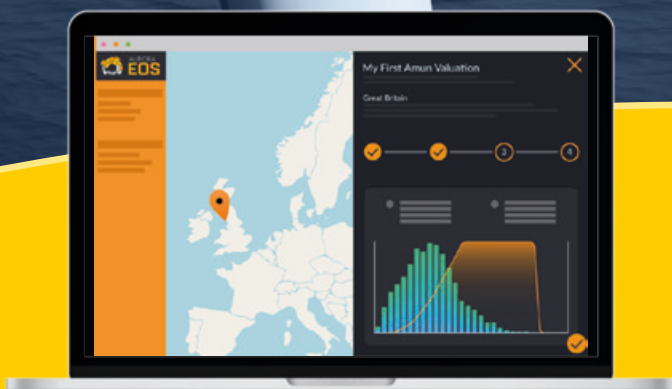 AURORA
EOS
My First Amun Valuation
Great Britain
3
4